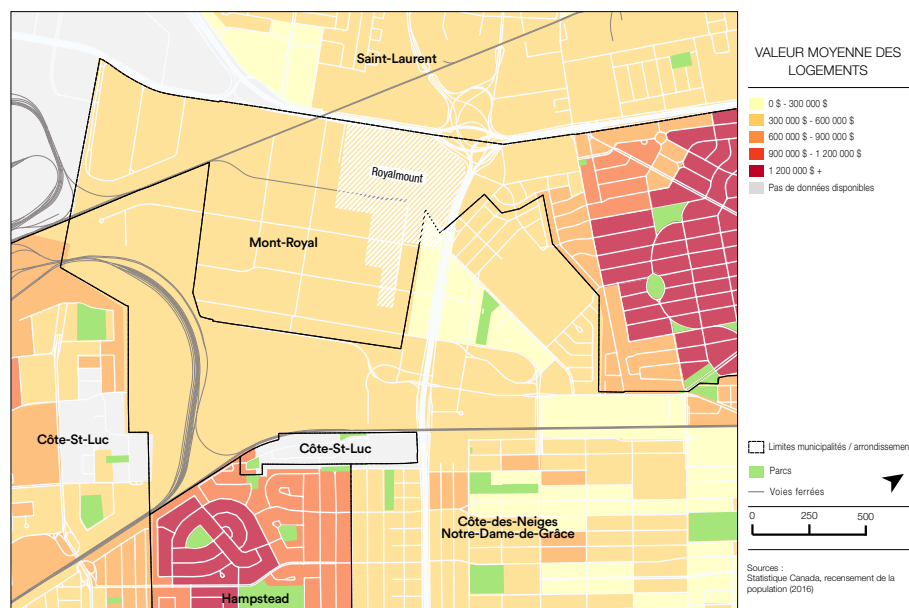 Saint-Laurent
Royalmount
Mont-Royal
Côte-St-Luc
Côte-St-Luc
Côte-des-Neiges
Notre-Dame-de-Grâce
Hampstead
VALEUR MOYENNE DES
LOGEMENTS
0 $ - 300 000 $
300 000 $ - 600 000 $
600 000 $ - 900 000 $
900 000 $ - 1 200 000 $
1 200 000 $ +
Pas de données disponibles
Limites municipalités / arrondissement
Parcs
Voies ferrées
0 250 500
Sources :
Statistique Canada, recensement de la
population (2016)